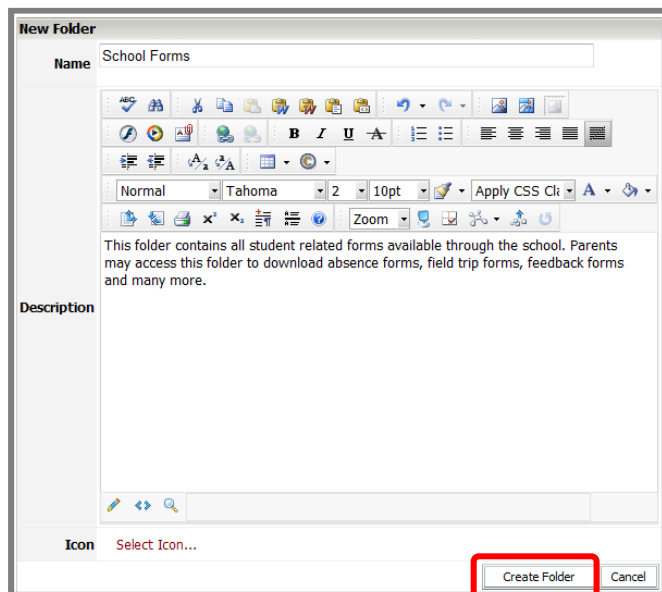 New Folder
Name School Forms
ABC
B I U A
Normal Tahoma 2 10pt Apply CSS Cla A
Zoom
This folder contains all student related forms available through the school. Parents
may access this folder to download absence forms, field trip forms, feedback forms
and many more.
Description
Icon Select Icon...
Create Folder Cancel